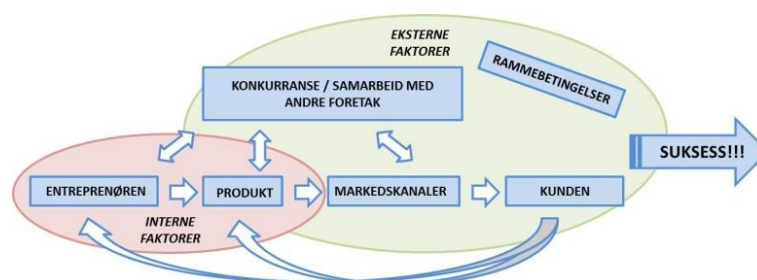 EKSTERNE
FAKTORER
RAMMEBETINGELSER
KONKURRANSE / SAMARBEID MED
ANDRE FORETAK
SUKSESS!!!
ENTREPRENØREN
PRODUKT
MARKEDSKANALER
KUNDEN
INTERNE
FAKTORER